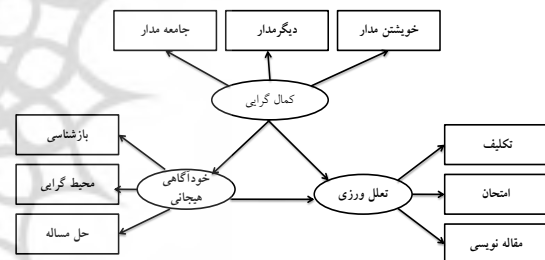 خویشتن مدار
دیگرمدار
جامعه مدار
کمال گرایی
بازشناسی
تکلیف
خودآگاهی
هیجانی
محیط گرایی
تعلل ورزی
امتحان
حل مساله
مقاله نویسی